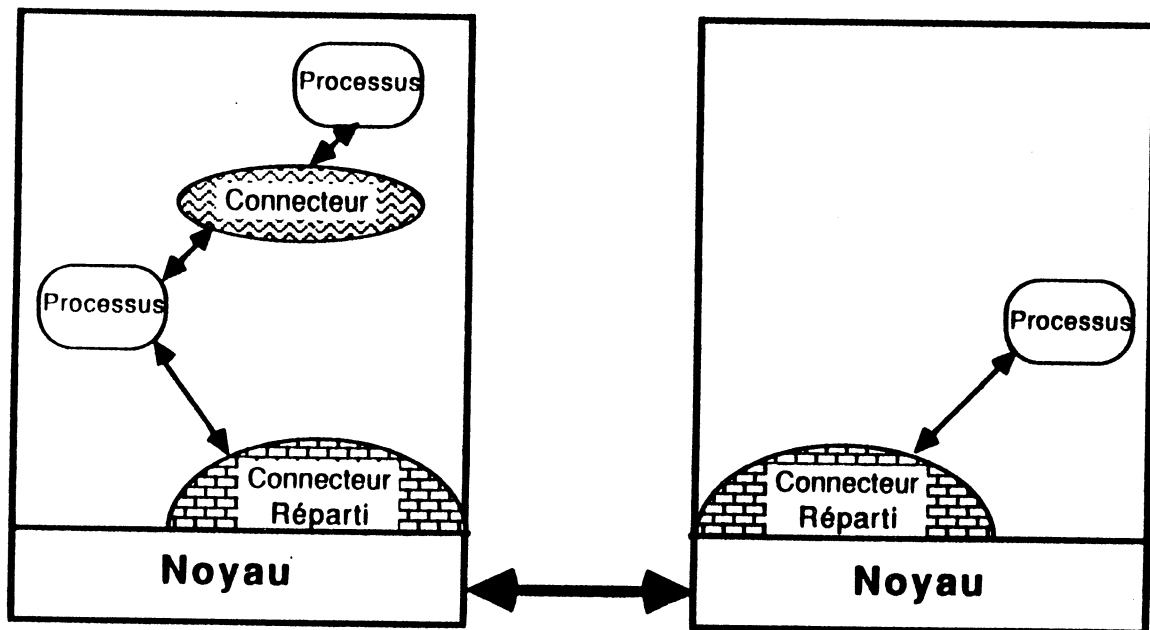 Processus
Connecteur
Processus
Connecteur
Réparti
Noyau
Processus
Connecteur
Réparti
Noyau